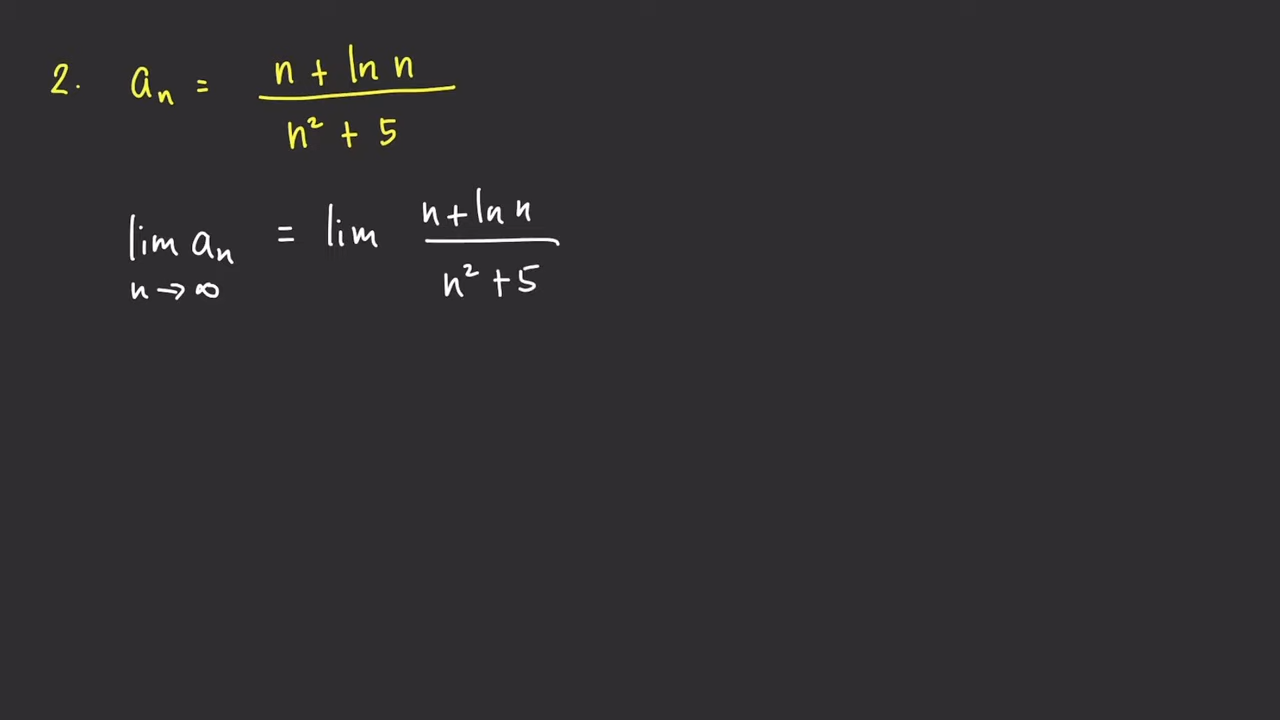 2. aₙ = (n + ln n) / (n² + 5)
lim aₙ = lim (n + ln n) / (n² + 5)
n → ∞